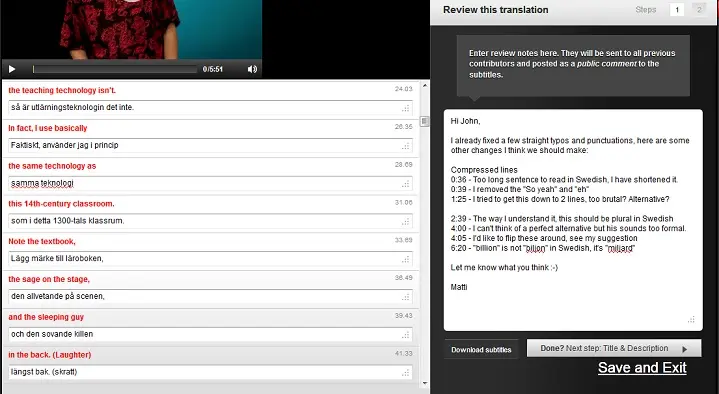 0/5:51
the teaching technology isn't.
24.03
så är utlärningsteknologin det inte.
In fact, I use basically
26.35
Faktiskt, använder jag i princip
the same technology as
28.69
samma teknologi
this 14th-century classroom.
31.06
som i detta 1300-tals klassrum.
Note the textbook,
33.69
Lägg märke till läroboken,
the sage on the stage,
36.49
den allvetande på scenen,
and the sleeping guy
39.43
och den sovande killen
in the back. (Laughter)
41.33
längst bak. (skratt)
Review this translation
Steps 1 2
Enter review notes here. They will be sent to all previous
contributors and posted as a public comment to the
subtitles.
Hi John,
I already fixed a few straight typos and punctuations, here are some
other changes I think we should make:
Compressed lines
0:36 - Too long sentence to read in Swedish, I have shortened it.
0:39 - I removed the "So yeah" and "eh"
1:25 - I tried to get this down to 2 lines, too brutal? Alternative?
2:39 - The way I understand it, this should be plural in Swedish
4:00 - I can't think of a perfect alternative but his sounds too formal.
4:05 - I'd like to flip these around, see my suggestion
6:20 - "billion" is not "biljon" in Swedish, it's "miljard"
Let me know what you think :-)
Matti
Download subtitles
Done? Next step: Title & Description
Save and Exit